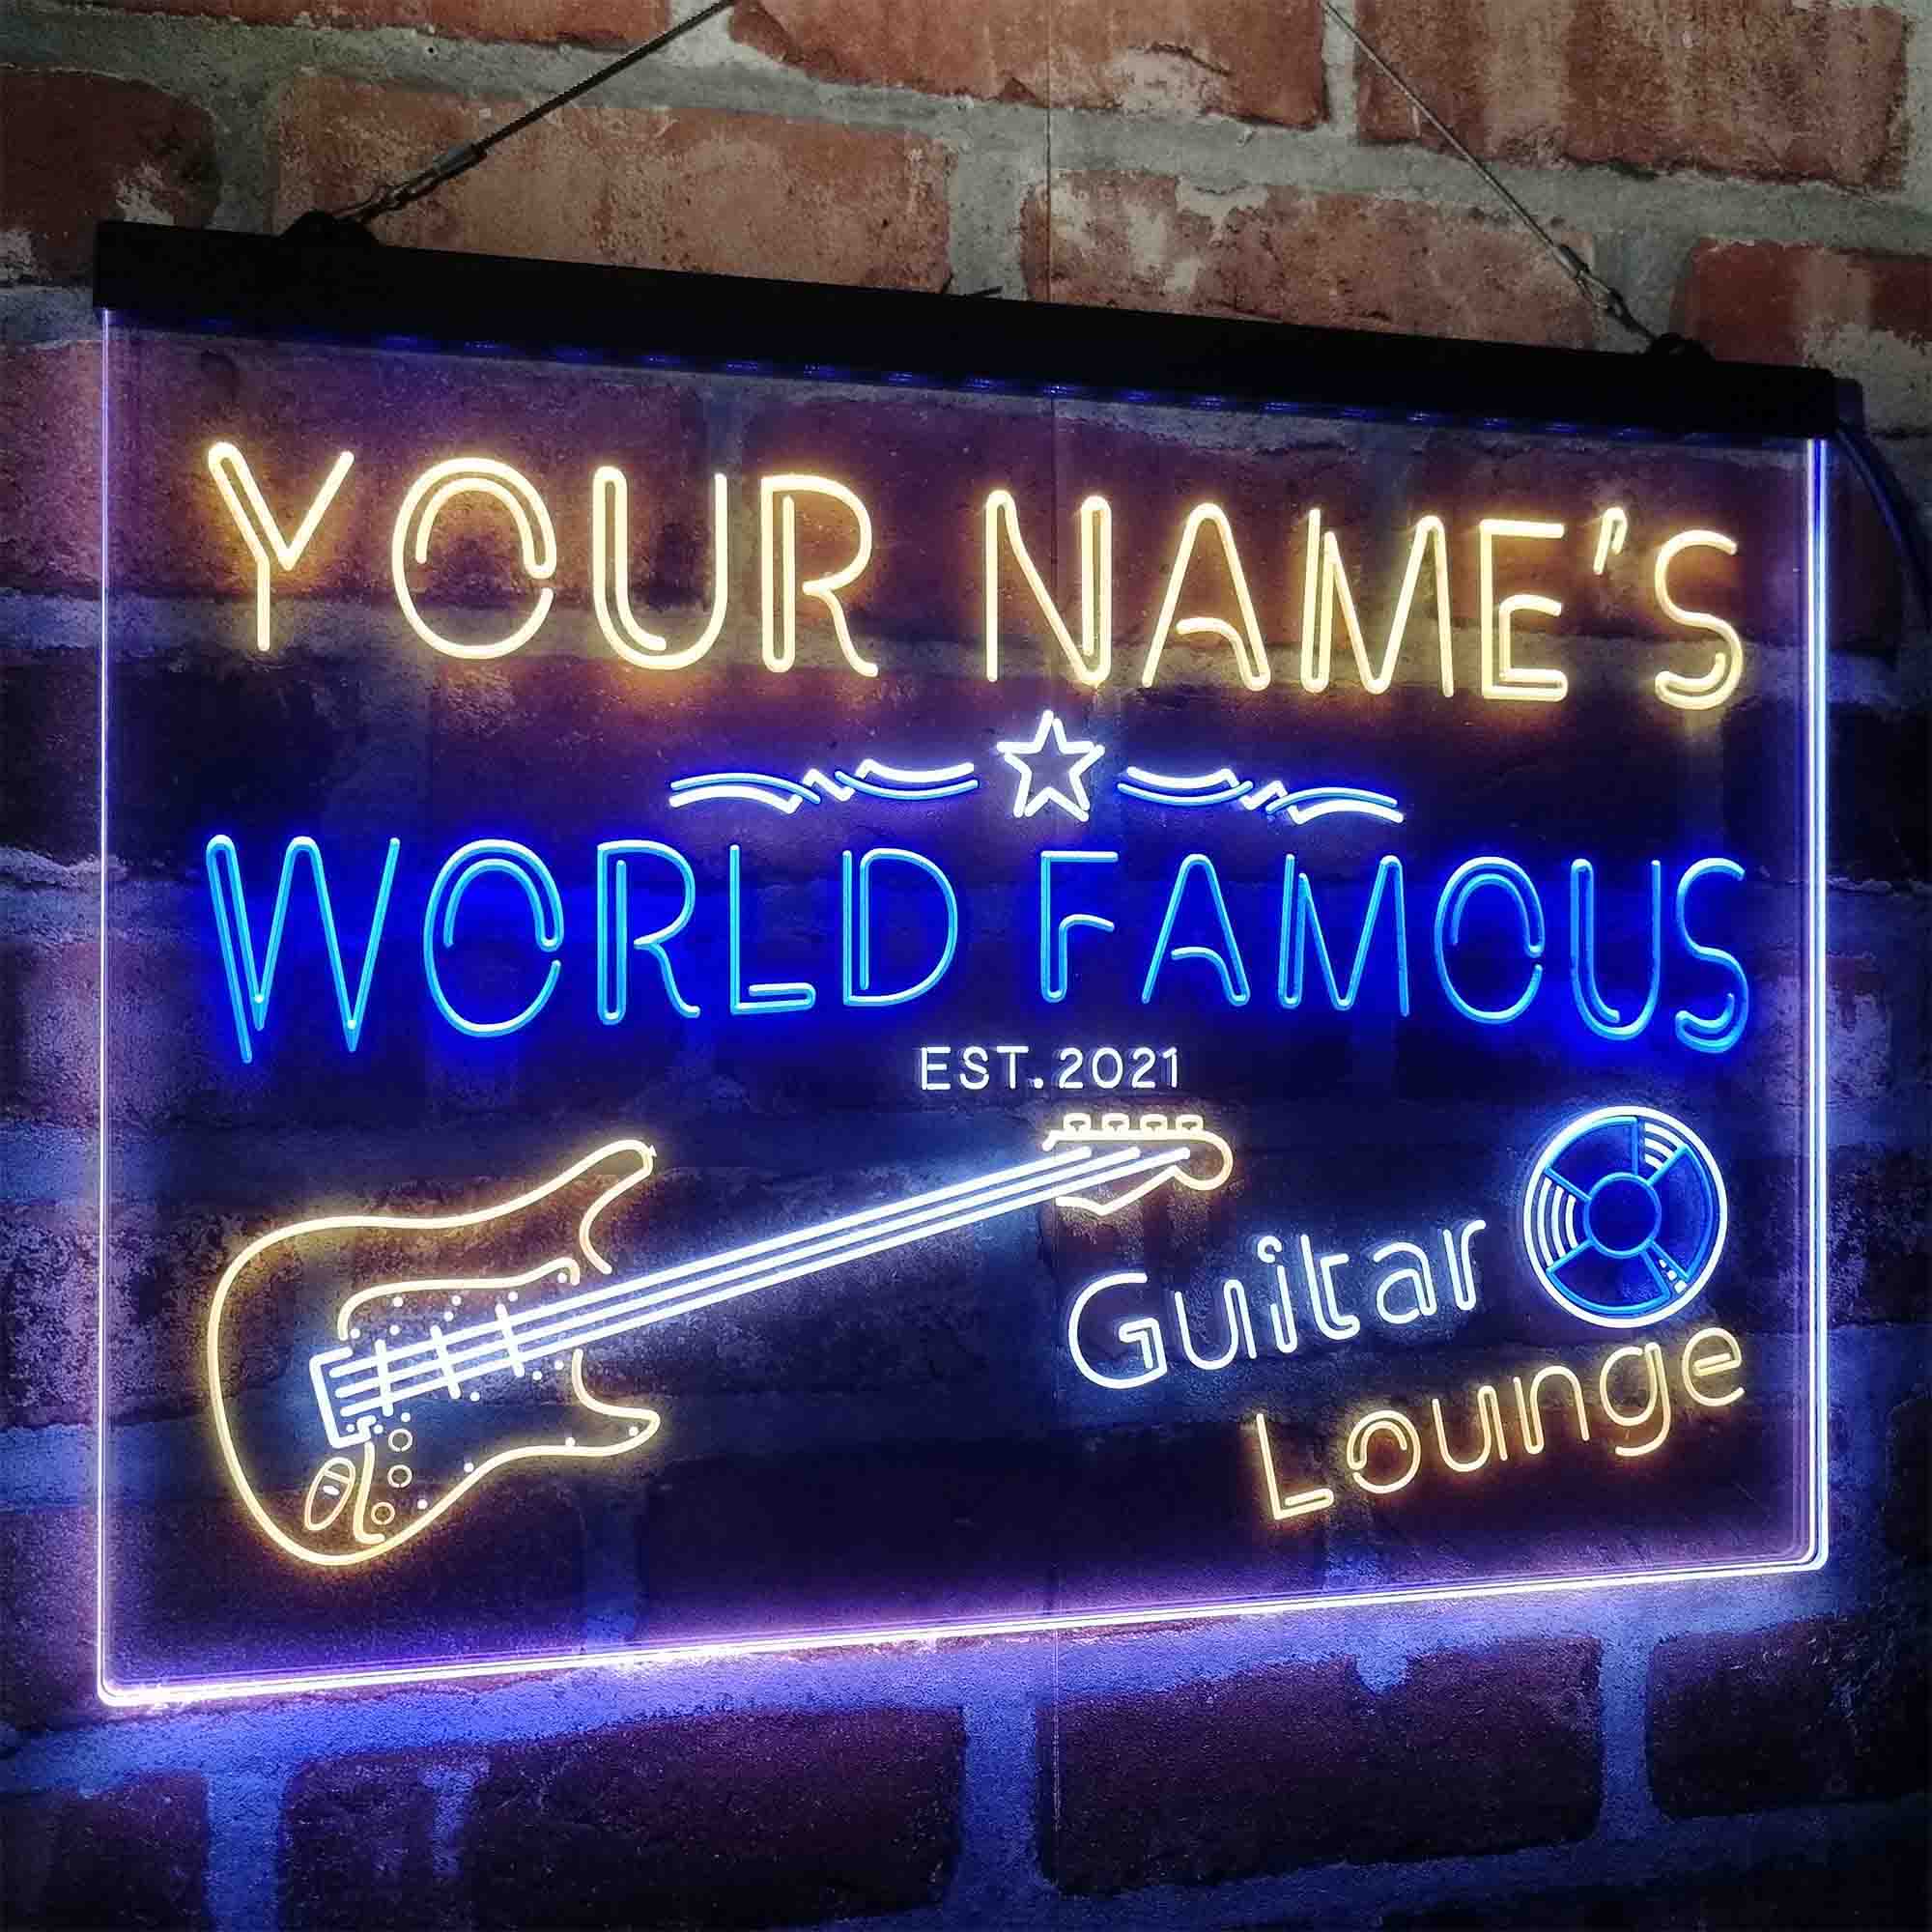 YOUR NAME'S
WORLD FAMOUS
EST.2021
Guitar
Lounge